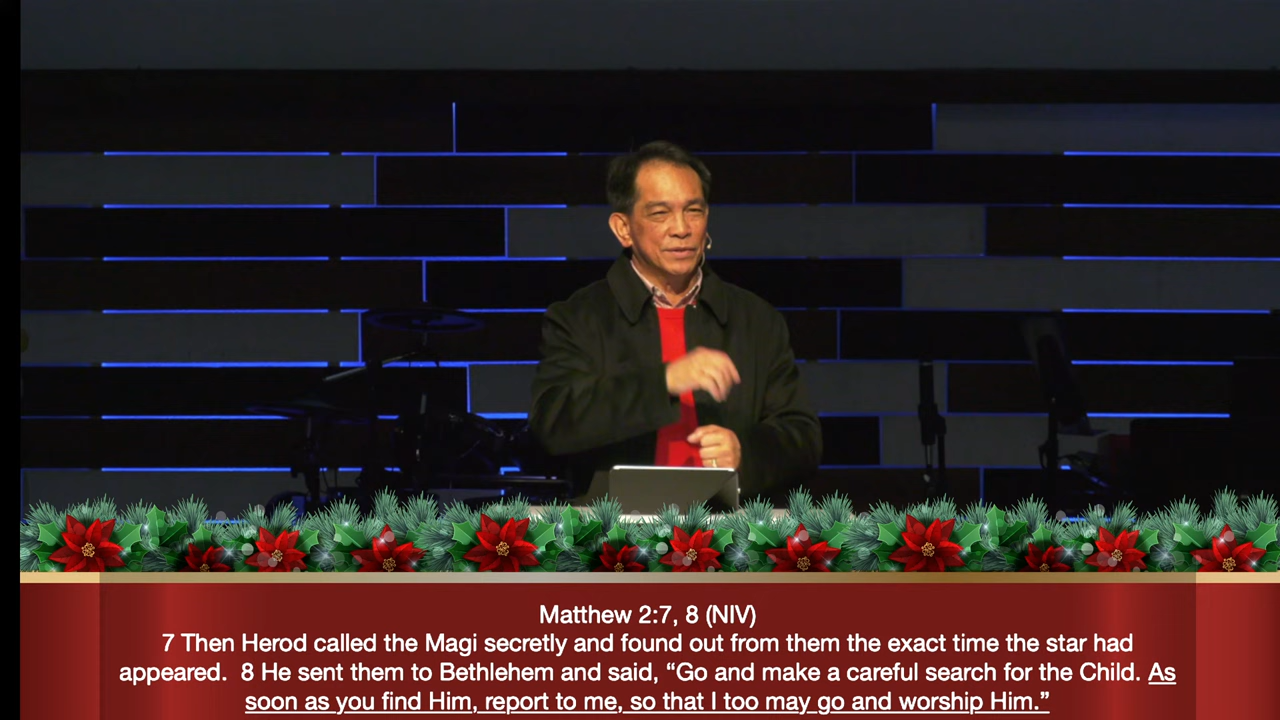 Matthew 2:7, 8 (NIV)
7 Then Herod called the Magi secretly and found out from them the exact time the star had
appeared.  8 He sent them to Bethlehem and said, “Go and make a careful search for the Child. As
soon as you find Him, report to me, so that I too may go and worship Him.”